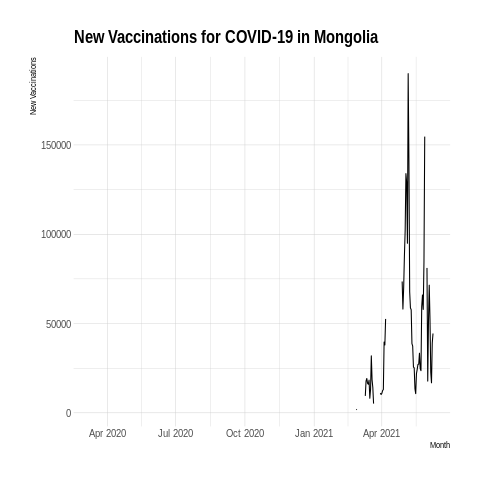 New Vaccinations for COVID-19 in Mongolia
New Vaccinations
150000
100000
50000
0
Apr 2020 Jul 2020 Oct 2020 Jan 2021 Apr 2021
Month